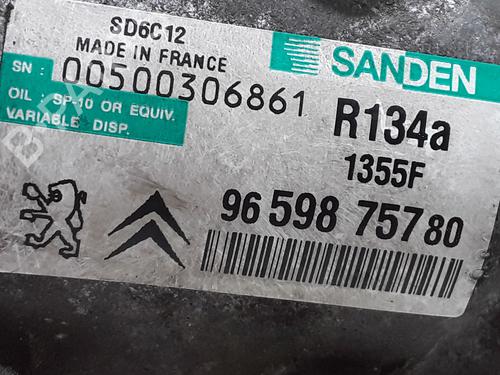 SD6C12
MADE IN FRANCE
SANDEN
SN : 00500306861
OIL SP-10 OR EQUIV.
VARIABLE DISP.
R134a
1355F
96 598 757 80